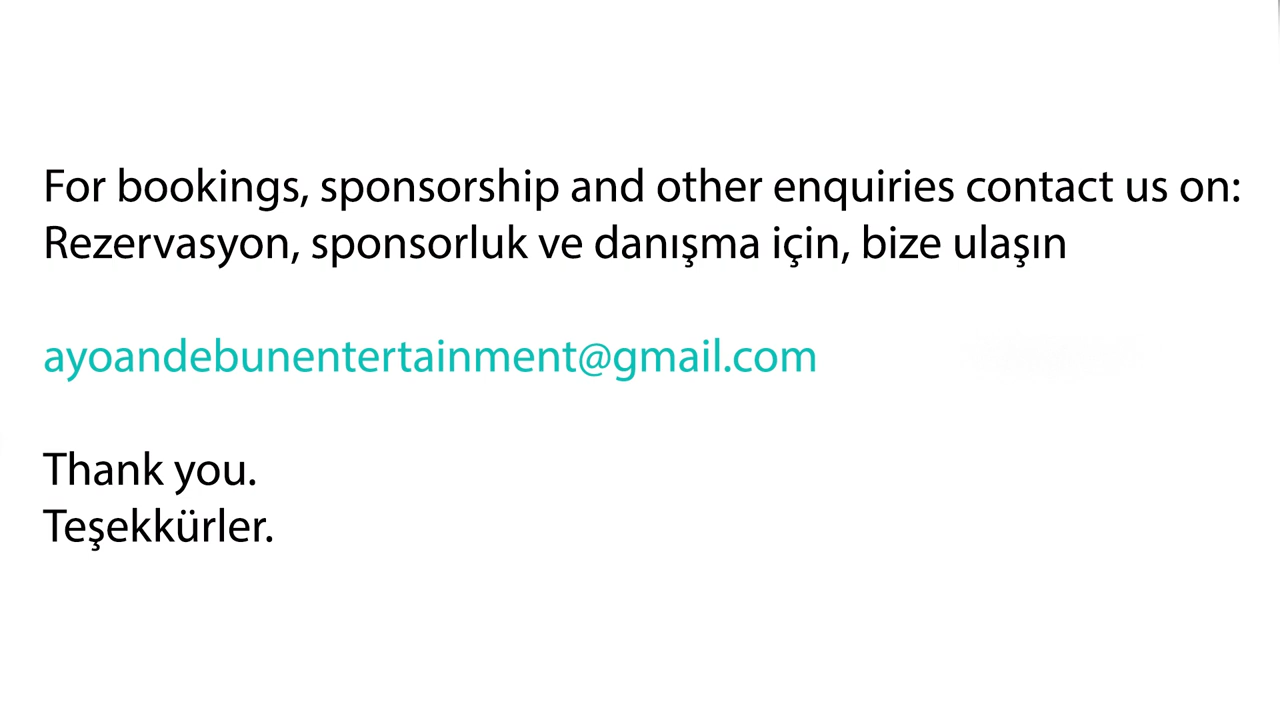 For bookings, sponsorship and other enquiries contact us on:
Rezervasyon, sponsorluk ve danışma için, bize ulaşın
ayoandebunentertainment@gmail.com
Thank you.
Teşekkürler.